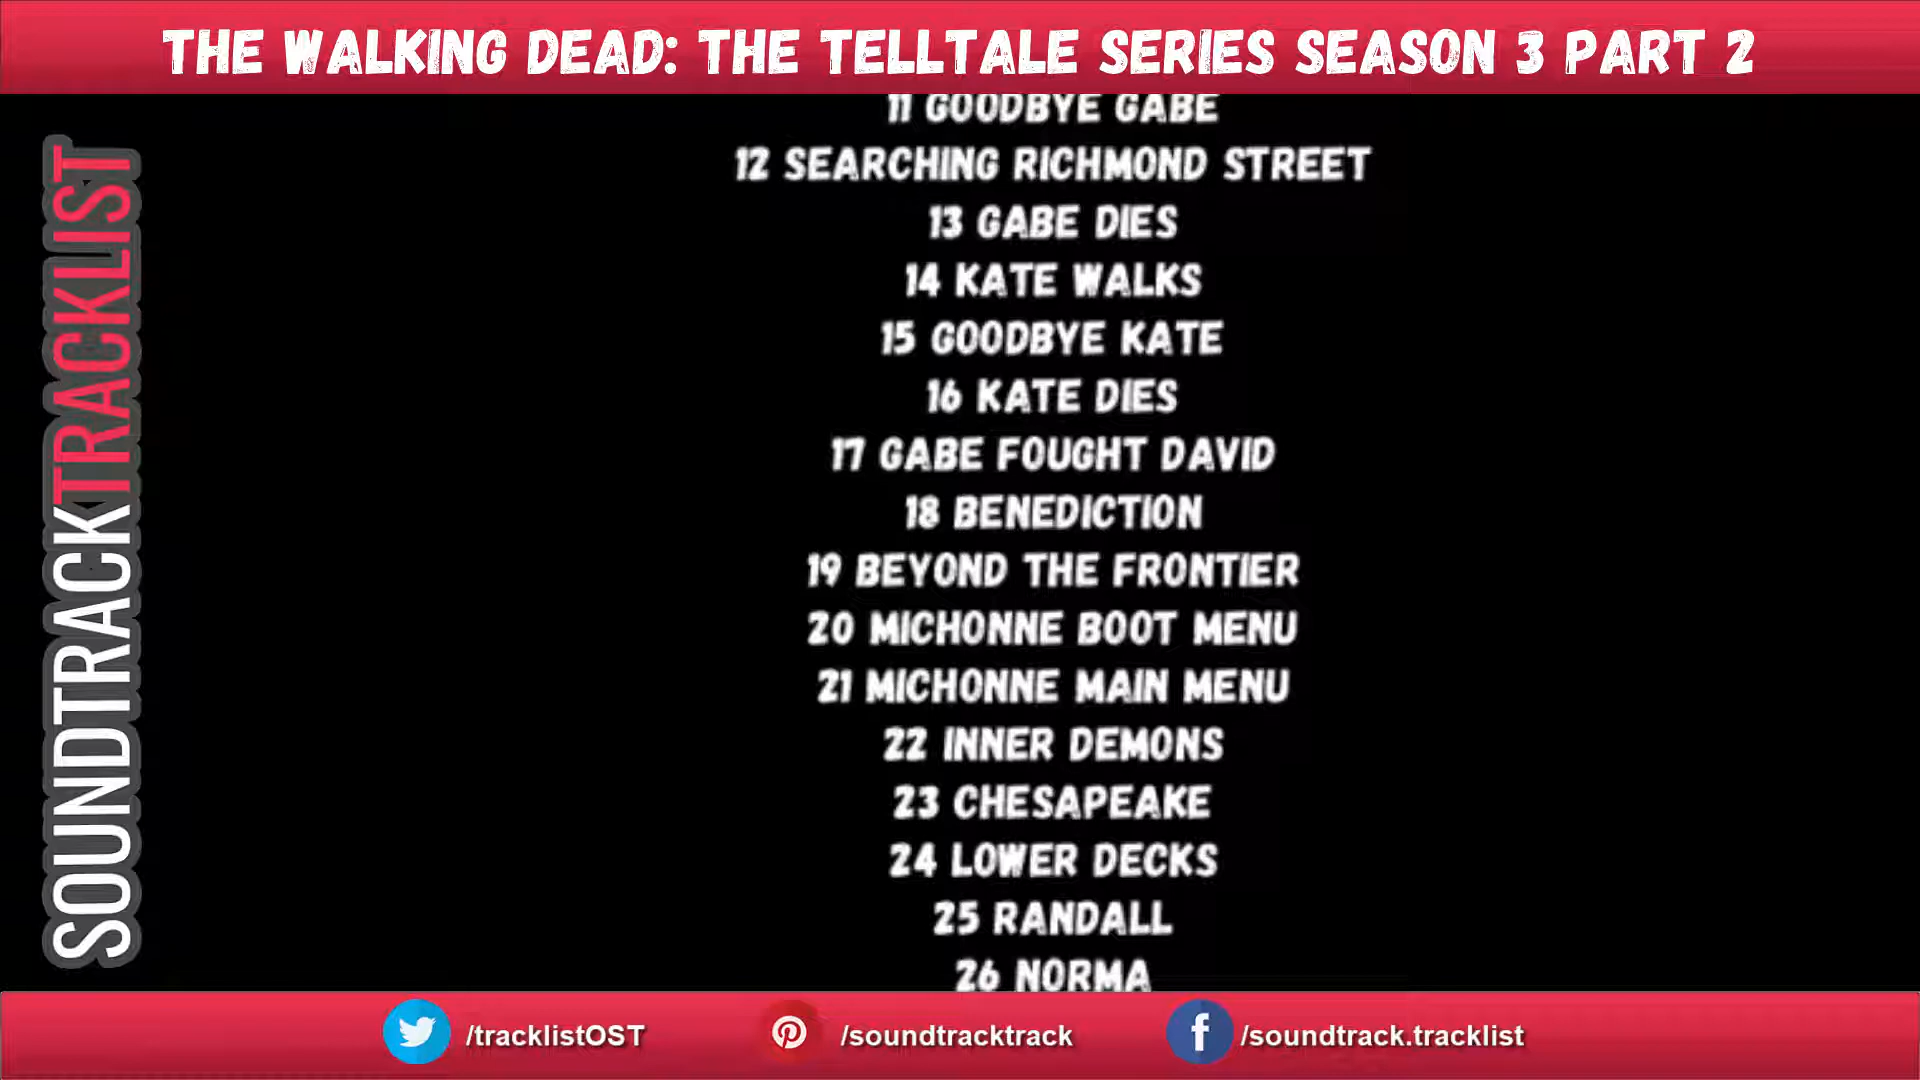 THE WALKING DEAD: THE TELLTALE SERIES SEASON 3 PART 2
SOUNDTRACKTRACKLIST
11 GOODBYE GABE
12 SEARCHING RICHMOND STREET
13 GABE DIES
14 KATE WALKS
15 GOODBYE KATE
16 KATE DIES
17 GABE FOUGHT DAVID
18 BENEDICTION
19 BEYOND THE FRONTIER
20 MICHONNE BOOT MENU
21 MICHONNE MAIN MENU
22 INNER DEMONS
23 CHESAPEAKE
24 LOWER DECKS
25 RANDALL
26 NORMA
/tracklistOST
/soundtracktrack
/soundtrack.tracklist